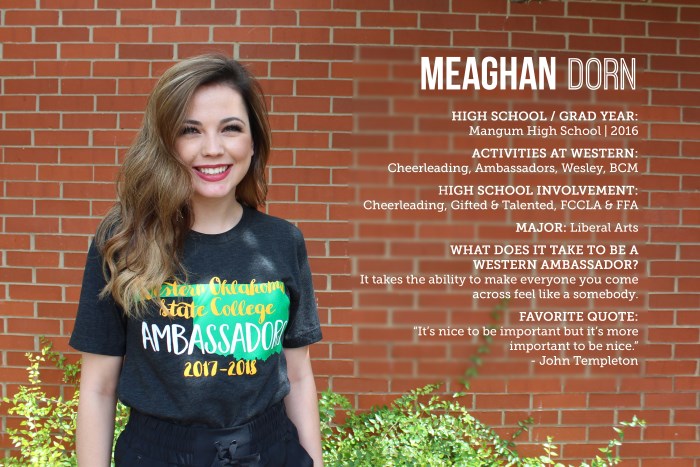 MEAGHAN DORN
HIGH SCHOOL / GRAD YEAR:
Mangum High School | 2016
ACTIVITIES AT WESTERN:
Cheerleading, Ambassadors, Wesley, BCM
HIGH SCHOOL INVOLVEMENT:
Cheerleading, Gifted & Talented, FCCLA & FFA
MAJOR: Liberal Arts
WHAT DOES IT TAKE TO BE A
WESTERN AMBASSADOR?
It takes the ability to make everyone you come
across feel like a somebody.
FAVORITE QUOTE:
“It's nice to be important but it's more
important to be nice.”
- John Templeton
Western Oklahoma
State College
AMBASSADORS
2017-2018